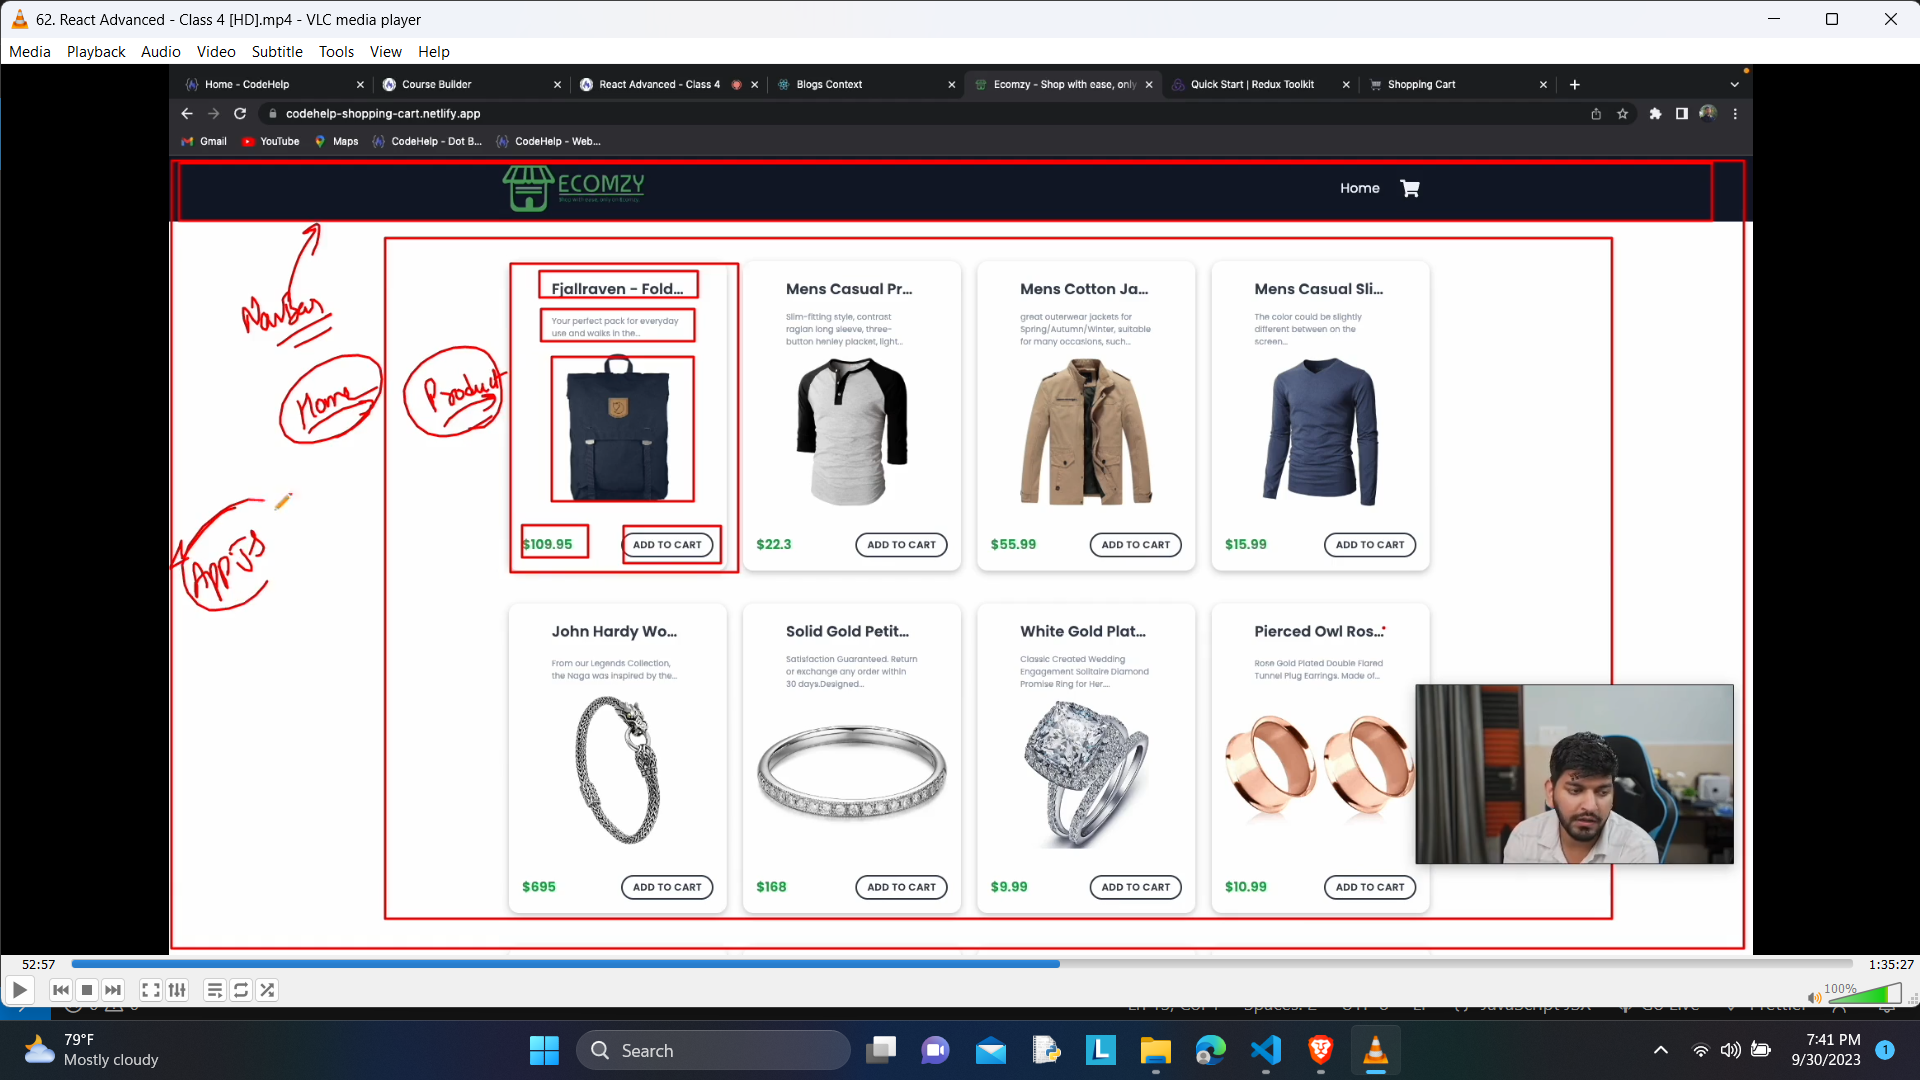 62. React Advanced - Class 4 [HD].mp4 - VLC media player
Media Playback Audio Video Subtitle Tools View Help
Home - CodeHelp
Course Builder
React Advanced - Class 4
Blogs Context
Ecomzy - Shop with ease, only
Quick Start | Redux Toolkit
Shopping Cart
codehelp-shopping-cart.netlify.app
Gmail YouTube Maps CodeHelp - Dot B... CodeHelp - Web...
ECOMZY
Shop with ease, only on Ecomzy.
Home
NavBar
Home
Product
App.JS
Fjallraven - Fold...
Your perfect pack for everyday
use and walks in the...
$109.95
ADD TO CART
Mens Casual Pr...
Slim-fitting style, contrast
raglan long sleeve, three-
button henley placket, light...
$22.3
ADD TO CART
Mens Cotton Ja...
great outerwear jackets for
Spring/Autumn/Winter, suitable
for many occasions, such...
$55.99
ADD TO CART
Mens Casual Sli...
The color could be slightly
different between on the
screen...
$15.99
ADD TO CART
John Hardy Wo...
From our Legends Collection,
the Naga was inspired by the...
$695
ADD TO CART
Solid Gold Petit...
Satisfaction Guaranteed. Return
or exchange any order within
30 days.Designed...
$168
ADD TO CART
White Gold Plat...
Classic Created Wedding
Engagement Solitaire Diamond
Promise Ring for Her....
$9.99
ADD TO CART
Pierced Owl Ros...
Rose Gold Plated Double Flared
Tunnel Plug Earrings. Made of...
$10.99
ADD TO CART
52:57
1:35:27
100%
79°F
Mostly cloudy
Search
L
7:41 PM
9/30/2023
1